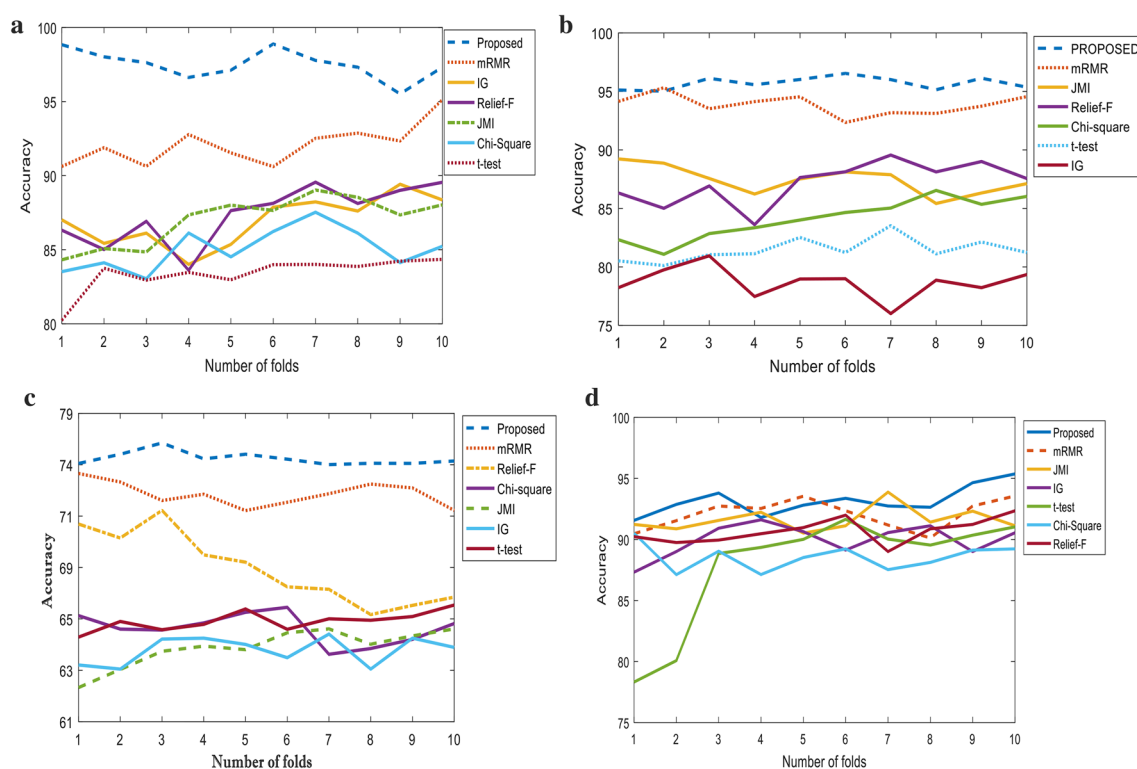 a
100
95
90
85
80
Accuracy
1 2 3 4 5 6 7 8 9 10
Number of folds
Proposed
mRMR
IG
Relief-F
JMI
Chi-Square
t-test
b
100
95
90
85
80
75
Accuracy
1 2 3 4 5 6 7 8 9 10
Number of folds
PROPOSED
mRMR
JMI
Relief-F
Chi-square
t-test
IG
c
79
74
71
69
65
63
61
Accuracy
1 2 3 4 5 6 7 8 9 10
Number of folds
Proposed
mRMR
Relief-F
Chi-square
JMI
IG
t-test
d
100
95
90
85
80
75
Accuracy
1 2 3 4 5 6 7 8 9 10
Number of folds
Proposed
mRMR
JMI
IG
t-test
Chi-Square
Relief-F